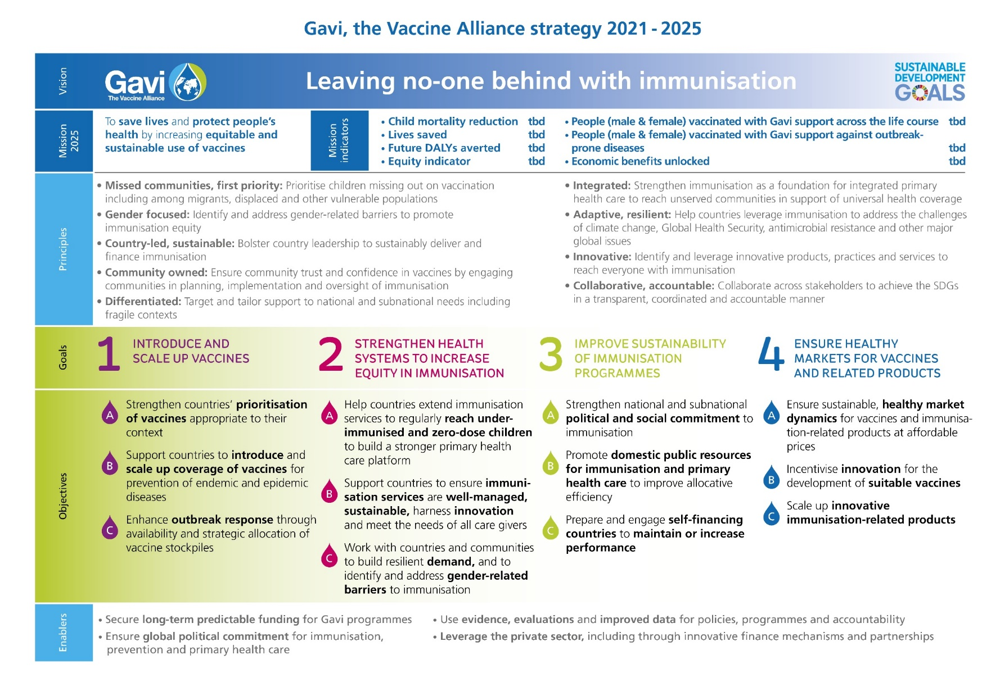 Gavi, the Vaccine Alliance strategy 2021 - 2025
Vision
Gavi
The Vaccine Alliance
Leaving no-one behind with immunisation
SUSTAINABLE
DEVELOPMENT
GOALS
Mission
2025
To save lives and protect people's
health by increasing equitable and
sustainable use of vaccines
Mission
indicators
• Child mortality reduction tbd
• Lives saved tbd
• Future DALYs averted tbd
• Equity indicator tbd
• People (male & female) vaccinated with Gavi support across the life course tbd
• People (male & female) vaccinated with Gavi support against outbreak-
prone diseases tbd
• Economic benefits unlocked tbd
Principles
• Missed communities, first priority: Prioritise children missing out on vaccination
including among migrants, displaced and other vulnerable populations
• Gender focused: Identify and address gender-related barriers to promote
immunisation equity
• Country-led, sustainable: Bolster country leadership to sustainably deliver and
finance immunisation
• Community owned: Ensure community trust and confidence in vaccines by engaging
communities in planning, implementation and oversight of immunisation
• Differentiated: Target and tailor support to national and subnational needs including
fragile contexts
• Integrated: Strengthen immunisation as a foundation for integrated primary
health care to reach unserved communities in support of universal health coverage
• Adaptive, resilient: Help countries leverage immunisation to address the challenges
of climate change, Global Health Security, antimicrobial resistance and other major
global issues
• Innovative: Identify and leverage innovative products, practices and services to
reach everyone with immunisation
• Collaborative, accountable: Collaborate across stakeholders to achieve the SDGs
in a transparent, coordinated and accountable manner
Goals
1 INTRODUCE AND
SCALE UP VACCINES
2 STRENGTHEN HEALTH
SYSTEMS TO INCREASE
EQUITY IN IMMUNISATION
3 IMPROVE SUSTAINABILITY
OF IMMUNISATION
PROGRAMMES
4 ENSURE HEALTHY
MARKETS FOR VACCINES
AND RELATED PRODUCTS
Objectives
A Strengthen countries' prioritisation
of vaccines appropriate to their
context
B Support countries to introduce and
scale up coverage of vaccines for
prevention of endemic and epidemic
diseases
C Enhance outbreak response through
availability and strategic allocation of
vaccine stockpiles
A Help countries extend immunisation
services to regularly reach under-
immunised and zero-dose children
to build a stronger primary health
care platform
B Support countries to ensure immuni-
sation services are well-managed,
sustainable, harness innovation
and meet the needs of all care givers
C Work with countries and communities
to build resilient demand, and to
identify and address gender-related
barriers to immunisation
A Strengthen national and subnational
political and social commitment to
immunisation
B Promote domestic public resources
for immunisation and primary
health care to improve allocative
efficiency
C Prepare and engage self-financing
countries to maintain or increase
performance
A Ensure sustainable, healthy market
dynamics for vaccines and immunisa-
tion-related products at affordable
prices
B Incentivise innovation for the
development of suitable vaccines
C Scale up innovative
immunisation-related products
Enablers
• Secure long-term predictable funding for Gavi programmes
• Ensure global political commitment for immunisation,
prevention and primary health care
• Use evidence, evaluations and improved data for policies, programmes and accountability
• Leverage the private sector, including through innovative finance mechanisms and partnerships